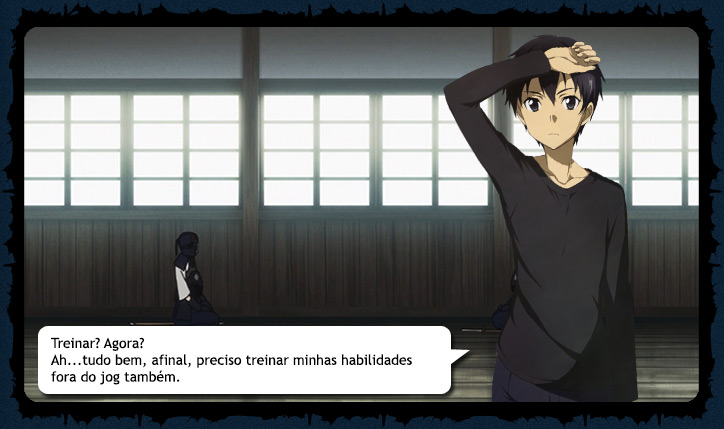 Treinar? Agora?
Ah...tudo bem, afinal, preciso treinar minhas habilidades
fora do jog também.